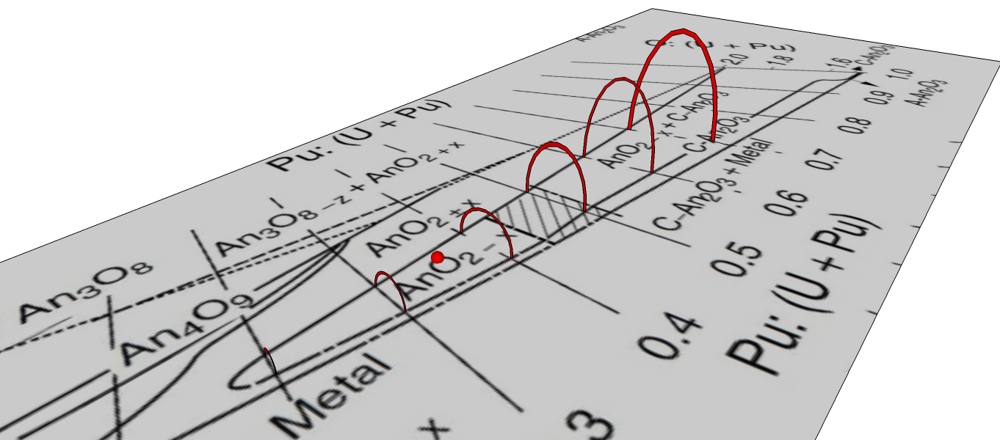 A-An₂O₃
O: (U + Pu)
2.0
1.8
1.6
C-An₂O₃
1.0
0.9
A-An₂O₃
0.8
0.7
0.6
0.5
0.4
3
Pu: (U + Pu)
Pu: (U + Pu)
An₃O₈₋z + AnO₂₊x
An₃O₈
An₄O₉
AnO₂±x
AnO₂₋x
AnO₂₋x + C-An₂O₃
C-An₂O₃
C-An₂O₃ + Metal
Metal
x